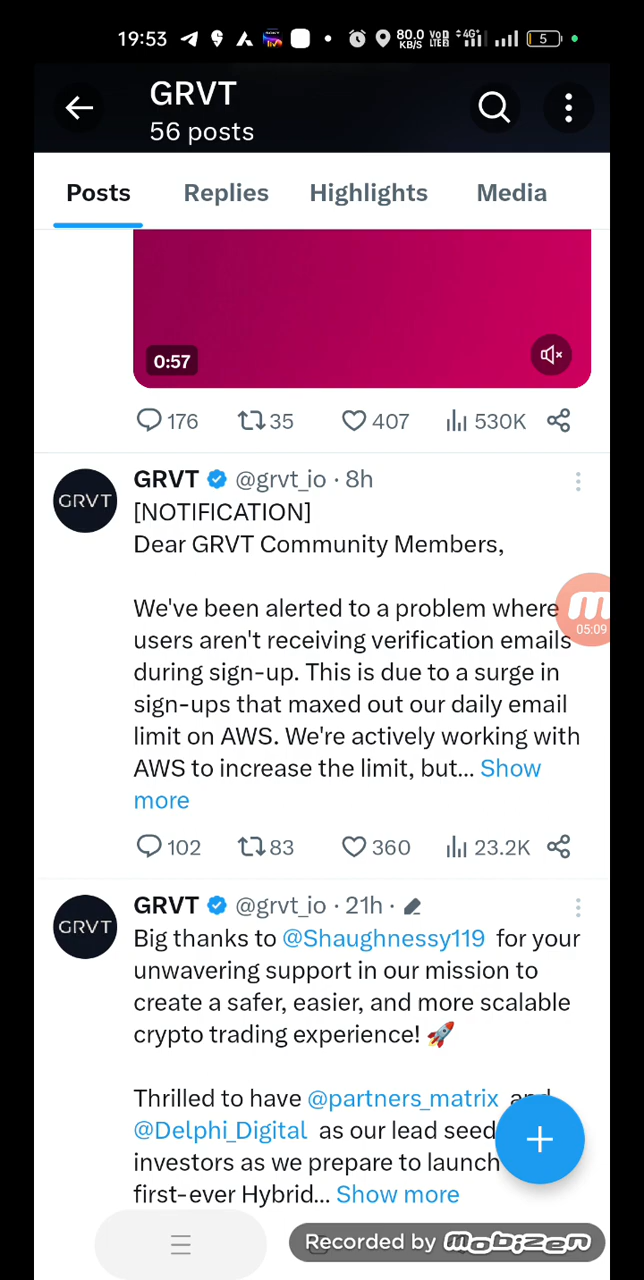 19:53 80.0 KB/S VoD LTE2 4G 5
GRVT
56 posts
Posts Replies Highlights Media
0:57
176 35 407 530K
GRVT @grvt_io · 8h
GRVT
[NOTIFICATION]
Dear GRVT Community Members,
We've been alerted to a problem where
users aren't receiving verification emails
05:09
during sign-up. This is due to a surge in
sign-ups that maxed out our daily email
limit on AWS. We're actively working with
AWS to increase the limit, but... Show
more
102 83 360 23.2K
GRVT @grvt_io · 21h ·
GRVT
Big thanks to @Shaughnessy119 for your
unwavering support in our mission to
create a safer, easier, and more scalable
crypto trading experience! 🚀
Thrilled to have @partners_matrix and
@Delphi_Digital as our lead seed
investors as we prepare to launch
first-ever Hybrid... Show more
Recorded by mobizen